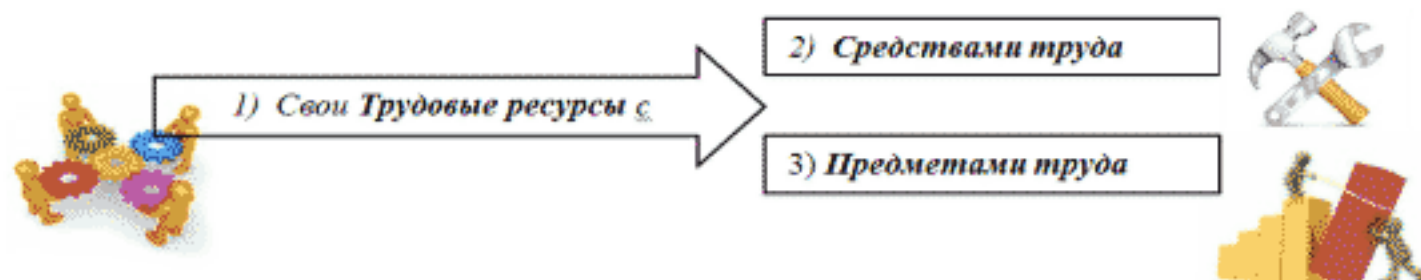 1) Свои Трудовые ресурсы с
2) Средствами труда
3) Предметами труда